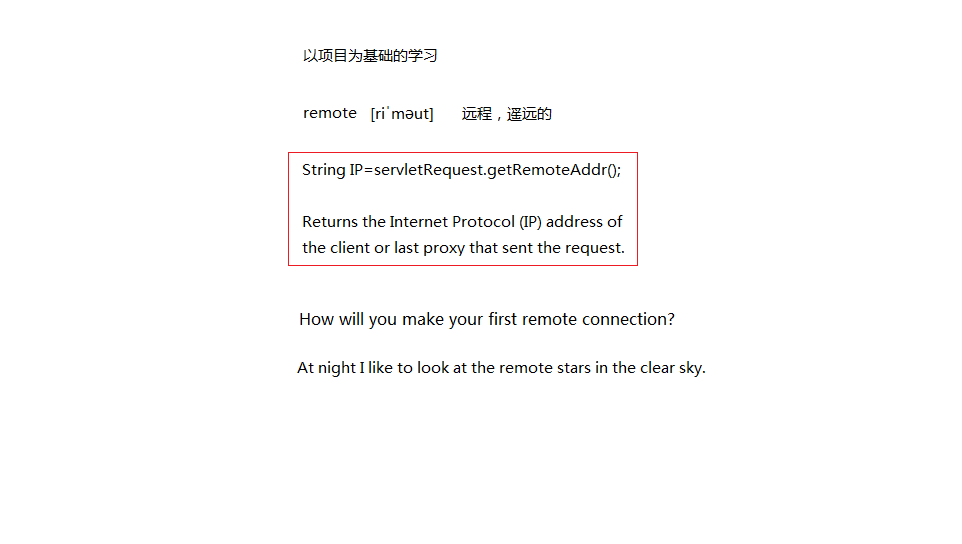 以项目为基础的学习
remote [riˈməut] 远程，遥远的
String IP=servletRequest.getRemoteAddr();
Returns the Internet Protocol (IP) address of
the client or last proxy that sent the request.
How will you make your first remote connection?
At night I like to look at the remote stars in the clear sky.